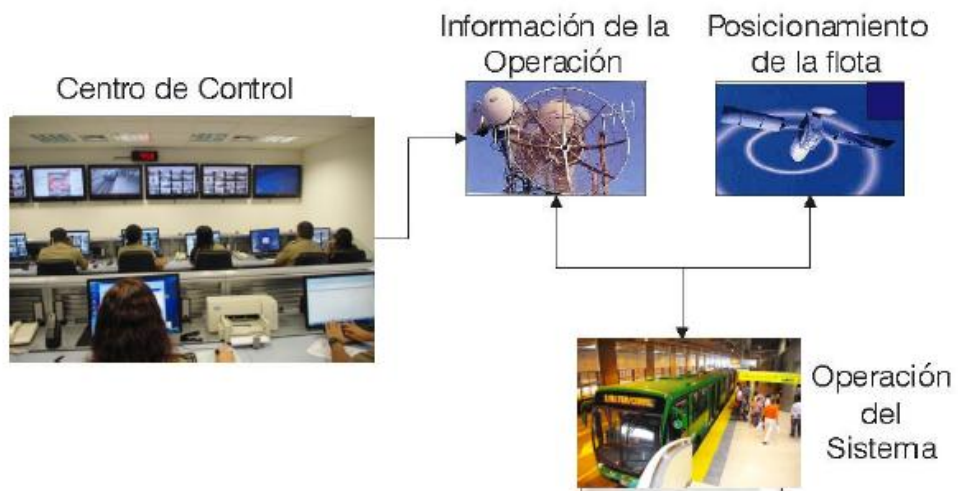 Centro de Control
Información de la
Operación
Posicionamiento
de la flota
Operación
del
Sistema